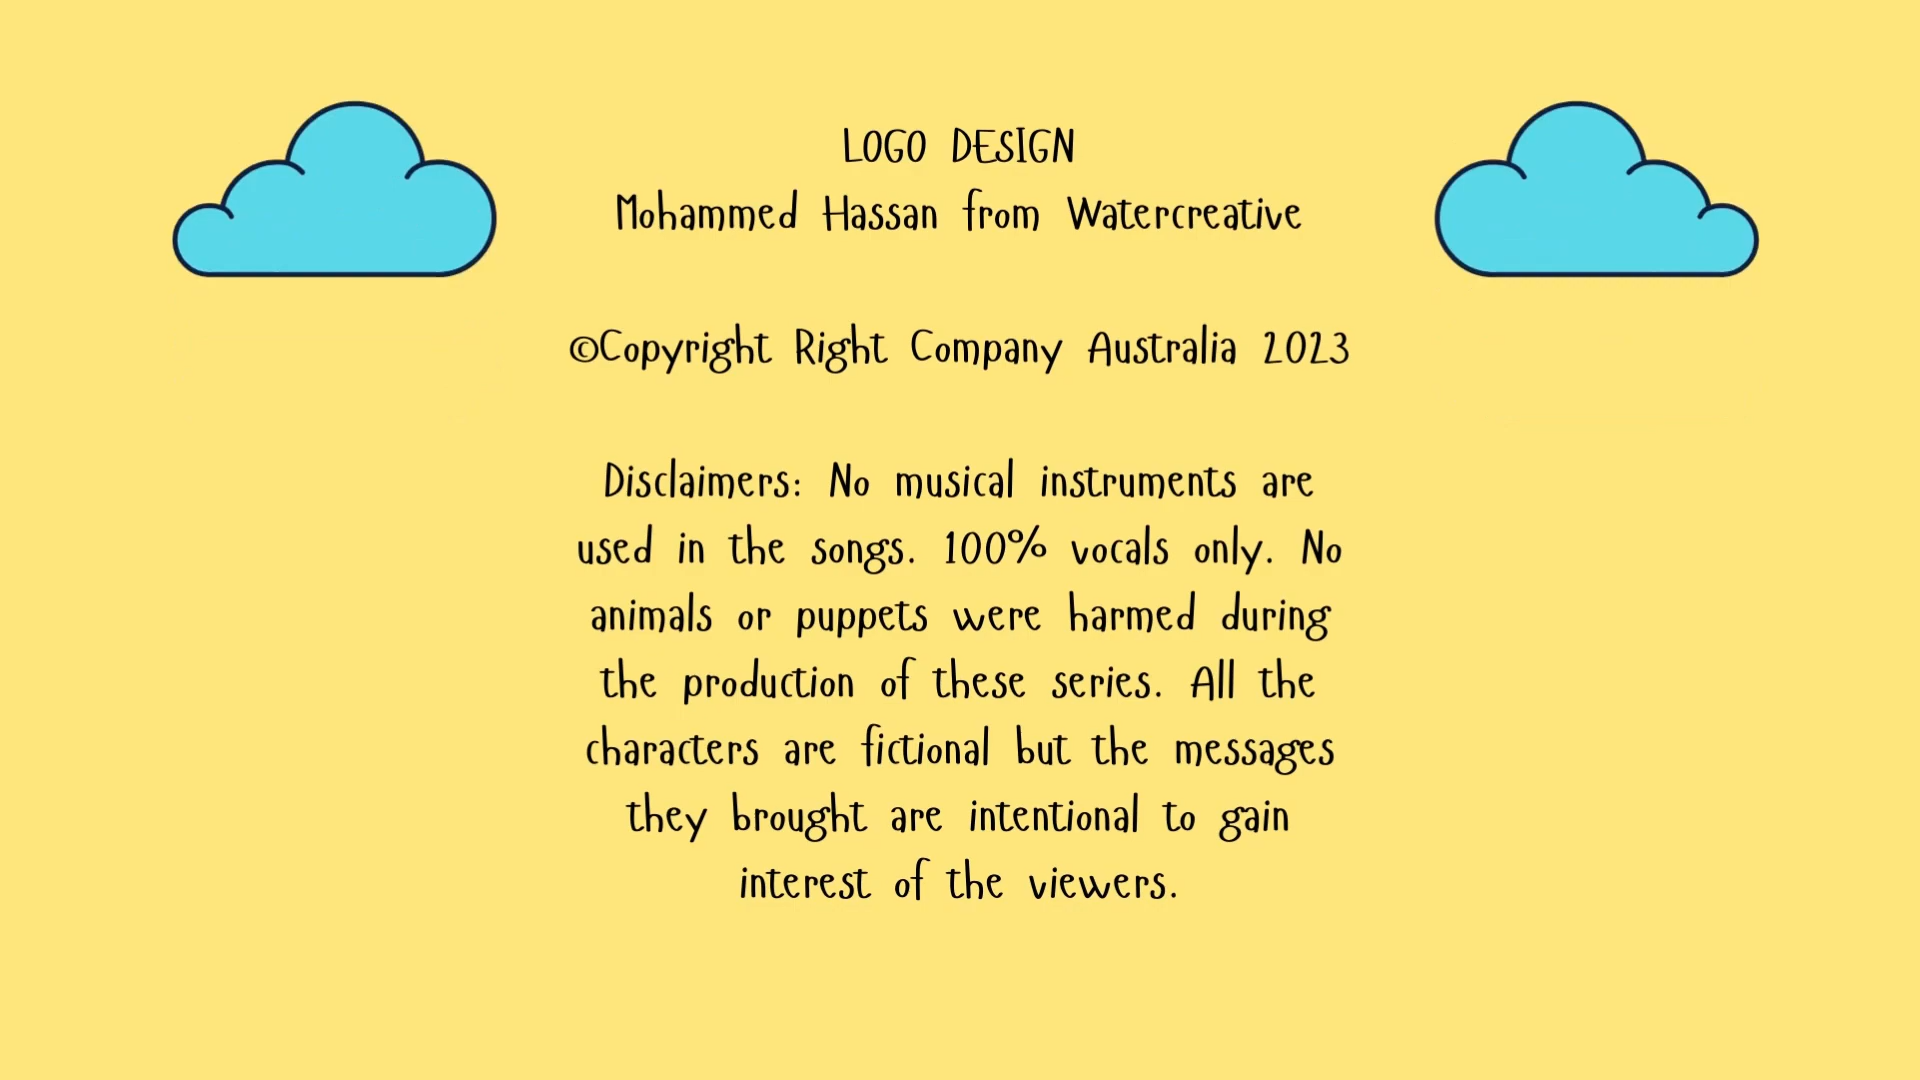 LOGO DESIGN
Mohammed Hassan from Watercreative
©Copyright Right Company Australia 2023
Disclaimers: No musical instruments are
used in the songs. 100% vocals only. No
animals or puppets were harmed during
the production of these series. All the
characters are fictional but the messages
they brought are intentional to gain
interest of the viewers.